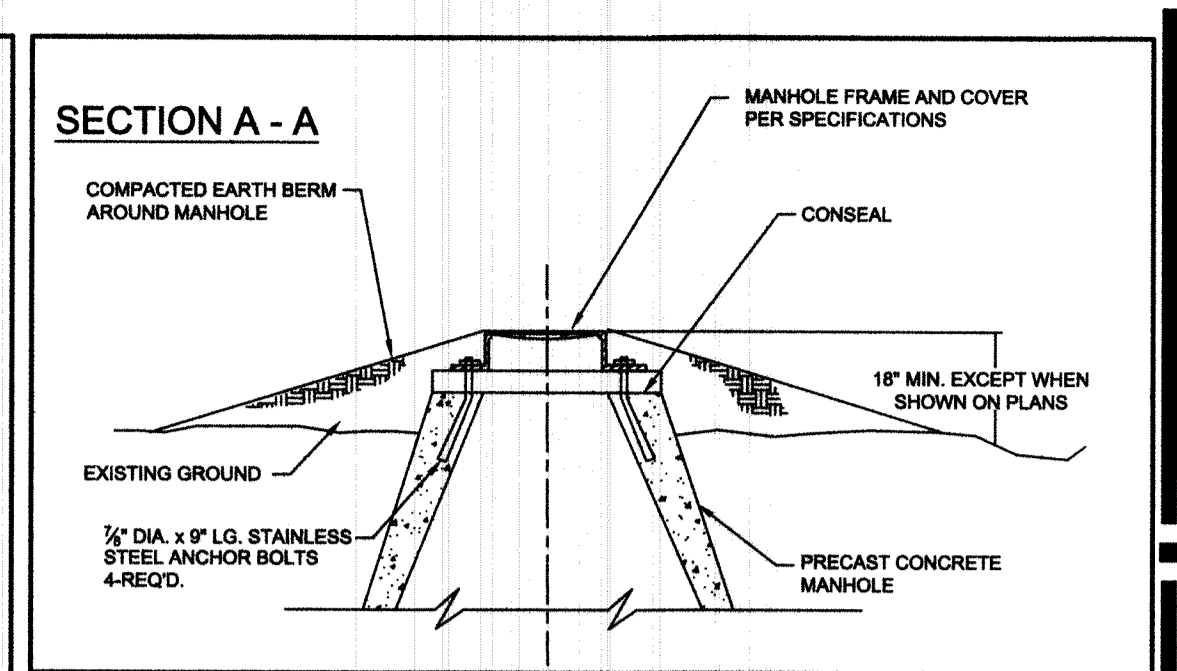 SECTION A - A
MANHOLE FRAME AND COVER
PER SPECIFICATIONS
COMPACTED EARTH BERM
AROUND MANHOLE
CONSEAL
18" MIN. EXCEPT WHEN
SHOWN ON PLANS
EXISTING GROUND
⅞" DIA. x 9" LG. STAINLESS
STEEL ANCHOR BOLTS
4-REQ'D.
PRECAST CONCRETE
MANHOLE